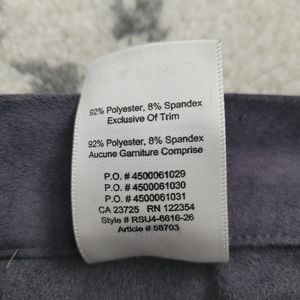 92% Polyester, 8% Spandex
Exclusive Of Trim
92% Polyester, 8% Spandex
Aucune Garniture Comprise
P.O. # 4500061029
P.O. # 4500061030
P.O. # 4500061031
CA 23725 RN 122354
Style # RSU4-6616-26
Article # 58703